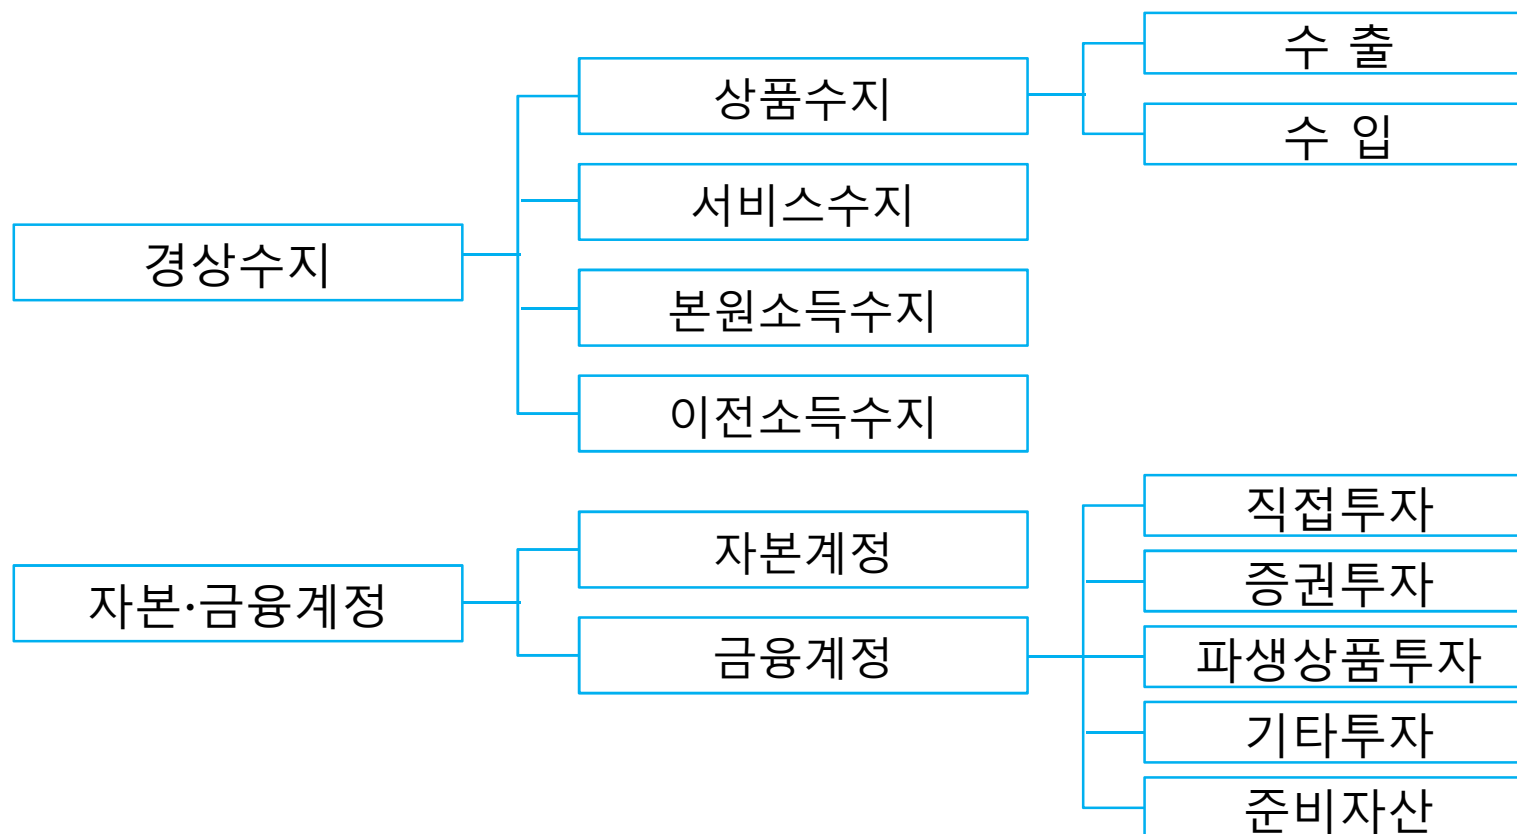 경상수지
상품수지
수 출
수 입
서비스수지
본원소득수지
이전소득수지
자본·금융계정
자본계정
금융계정
직접투자
증권투자
파생상품투자
기타투자
준비자산